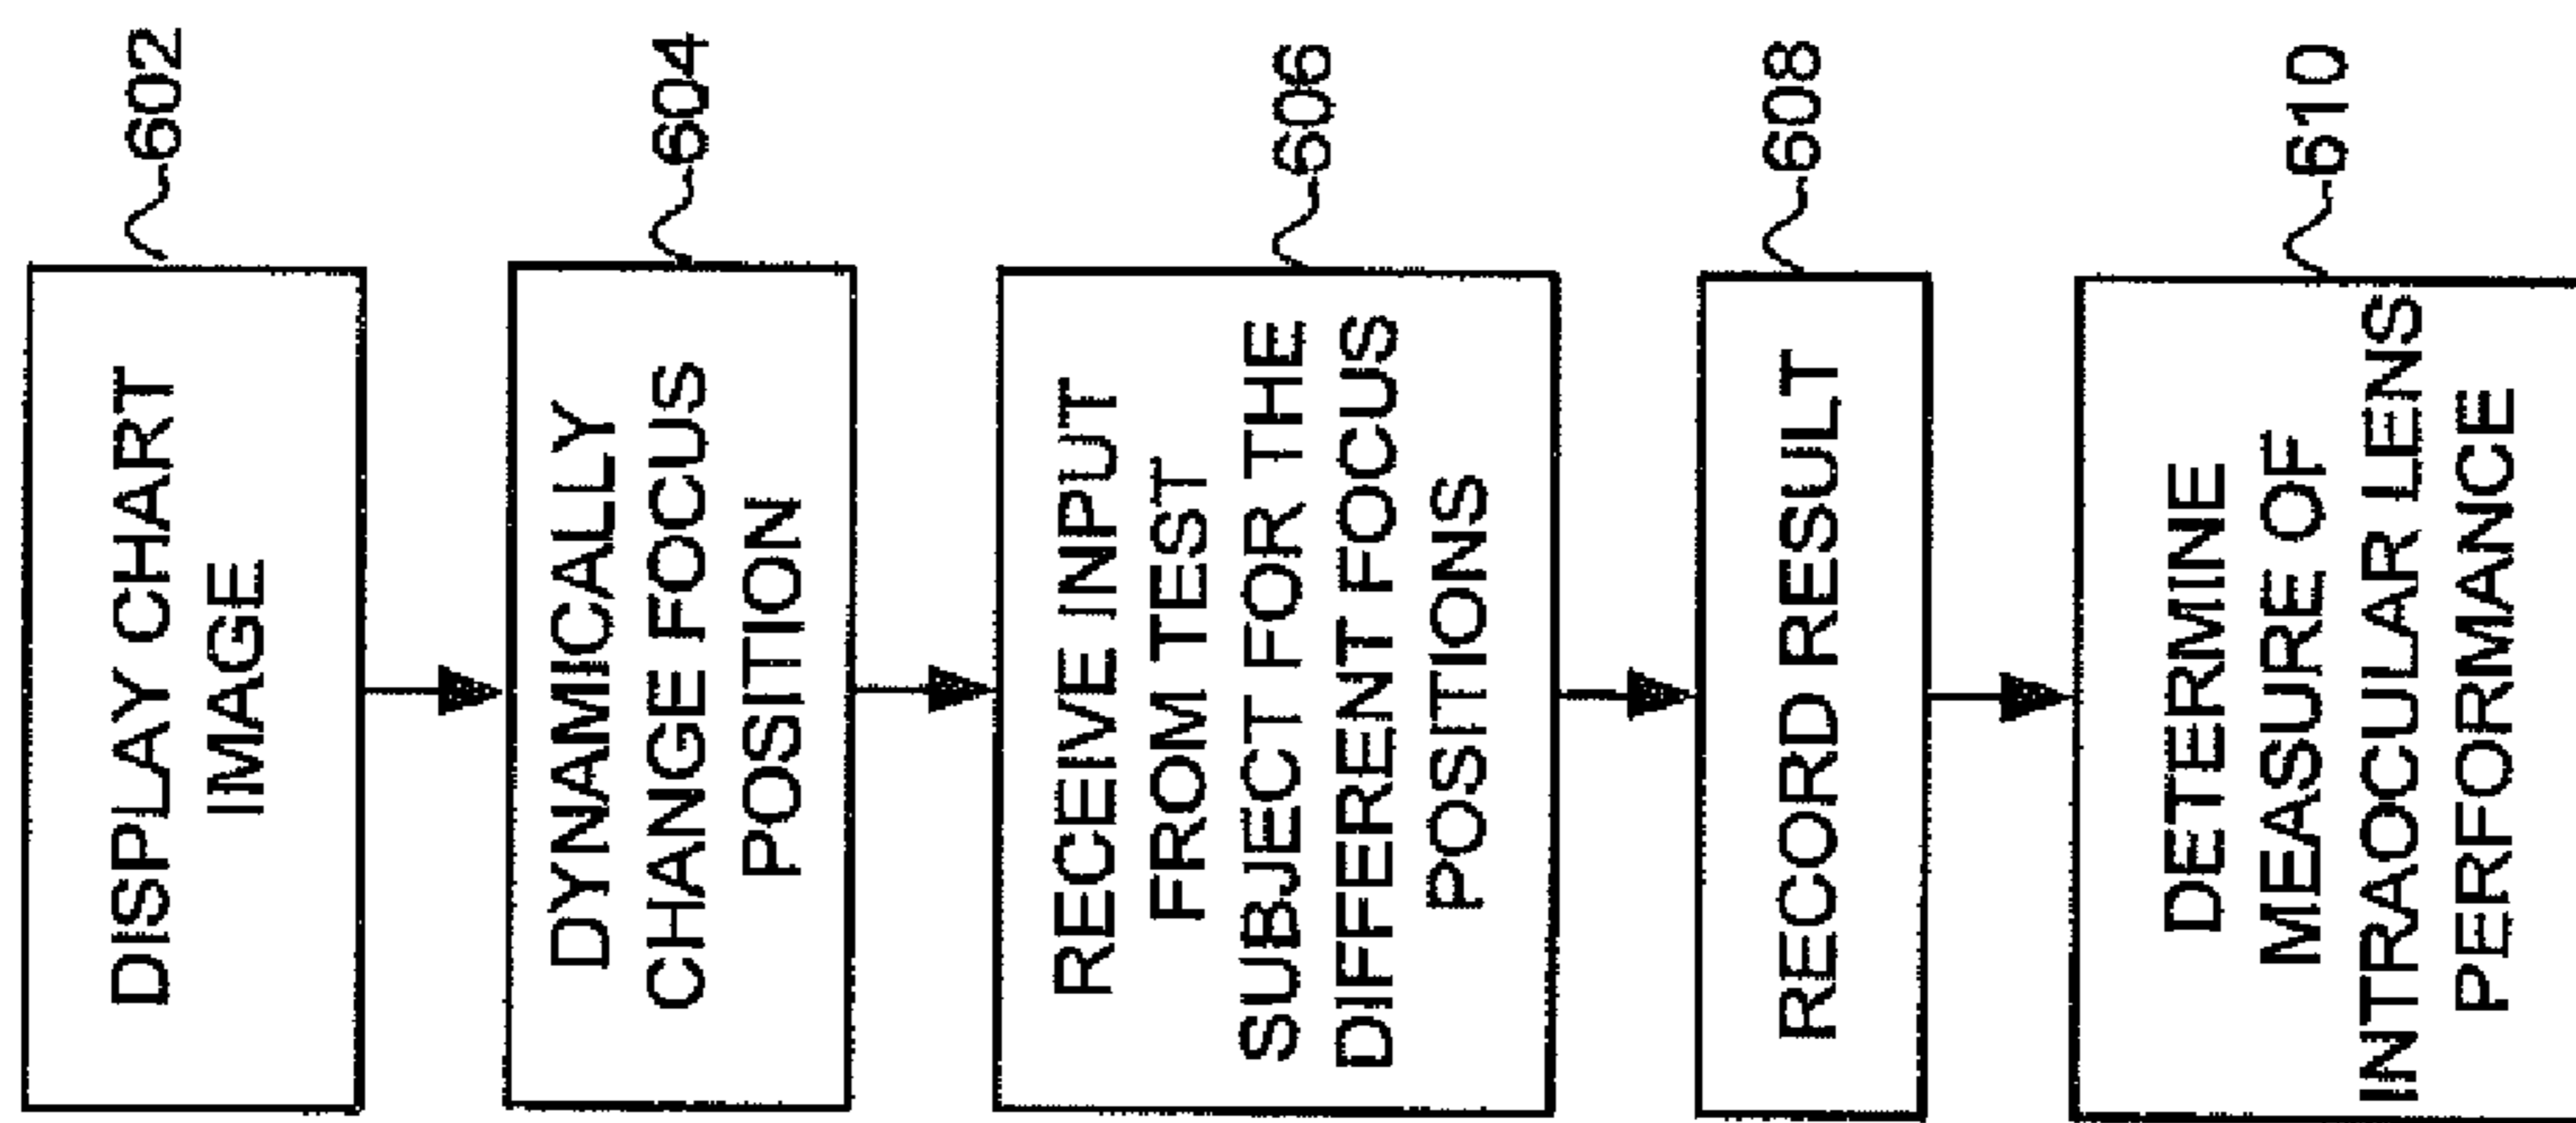 DISPLAY CHART
IMAGE
602
DYNAMICALLY
CHANGE FOCUS
POSITION
604
RECEIVE INPUT
FROM TEST
SUBJECT FOR THE
DIFFERENT FOCUS
POSITIONS
606
RECORD RESULT
608
DETERMINE
MEASURE OF
INTRAOCULAR LENS
PERFORMANCE
610